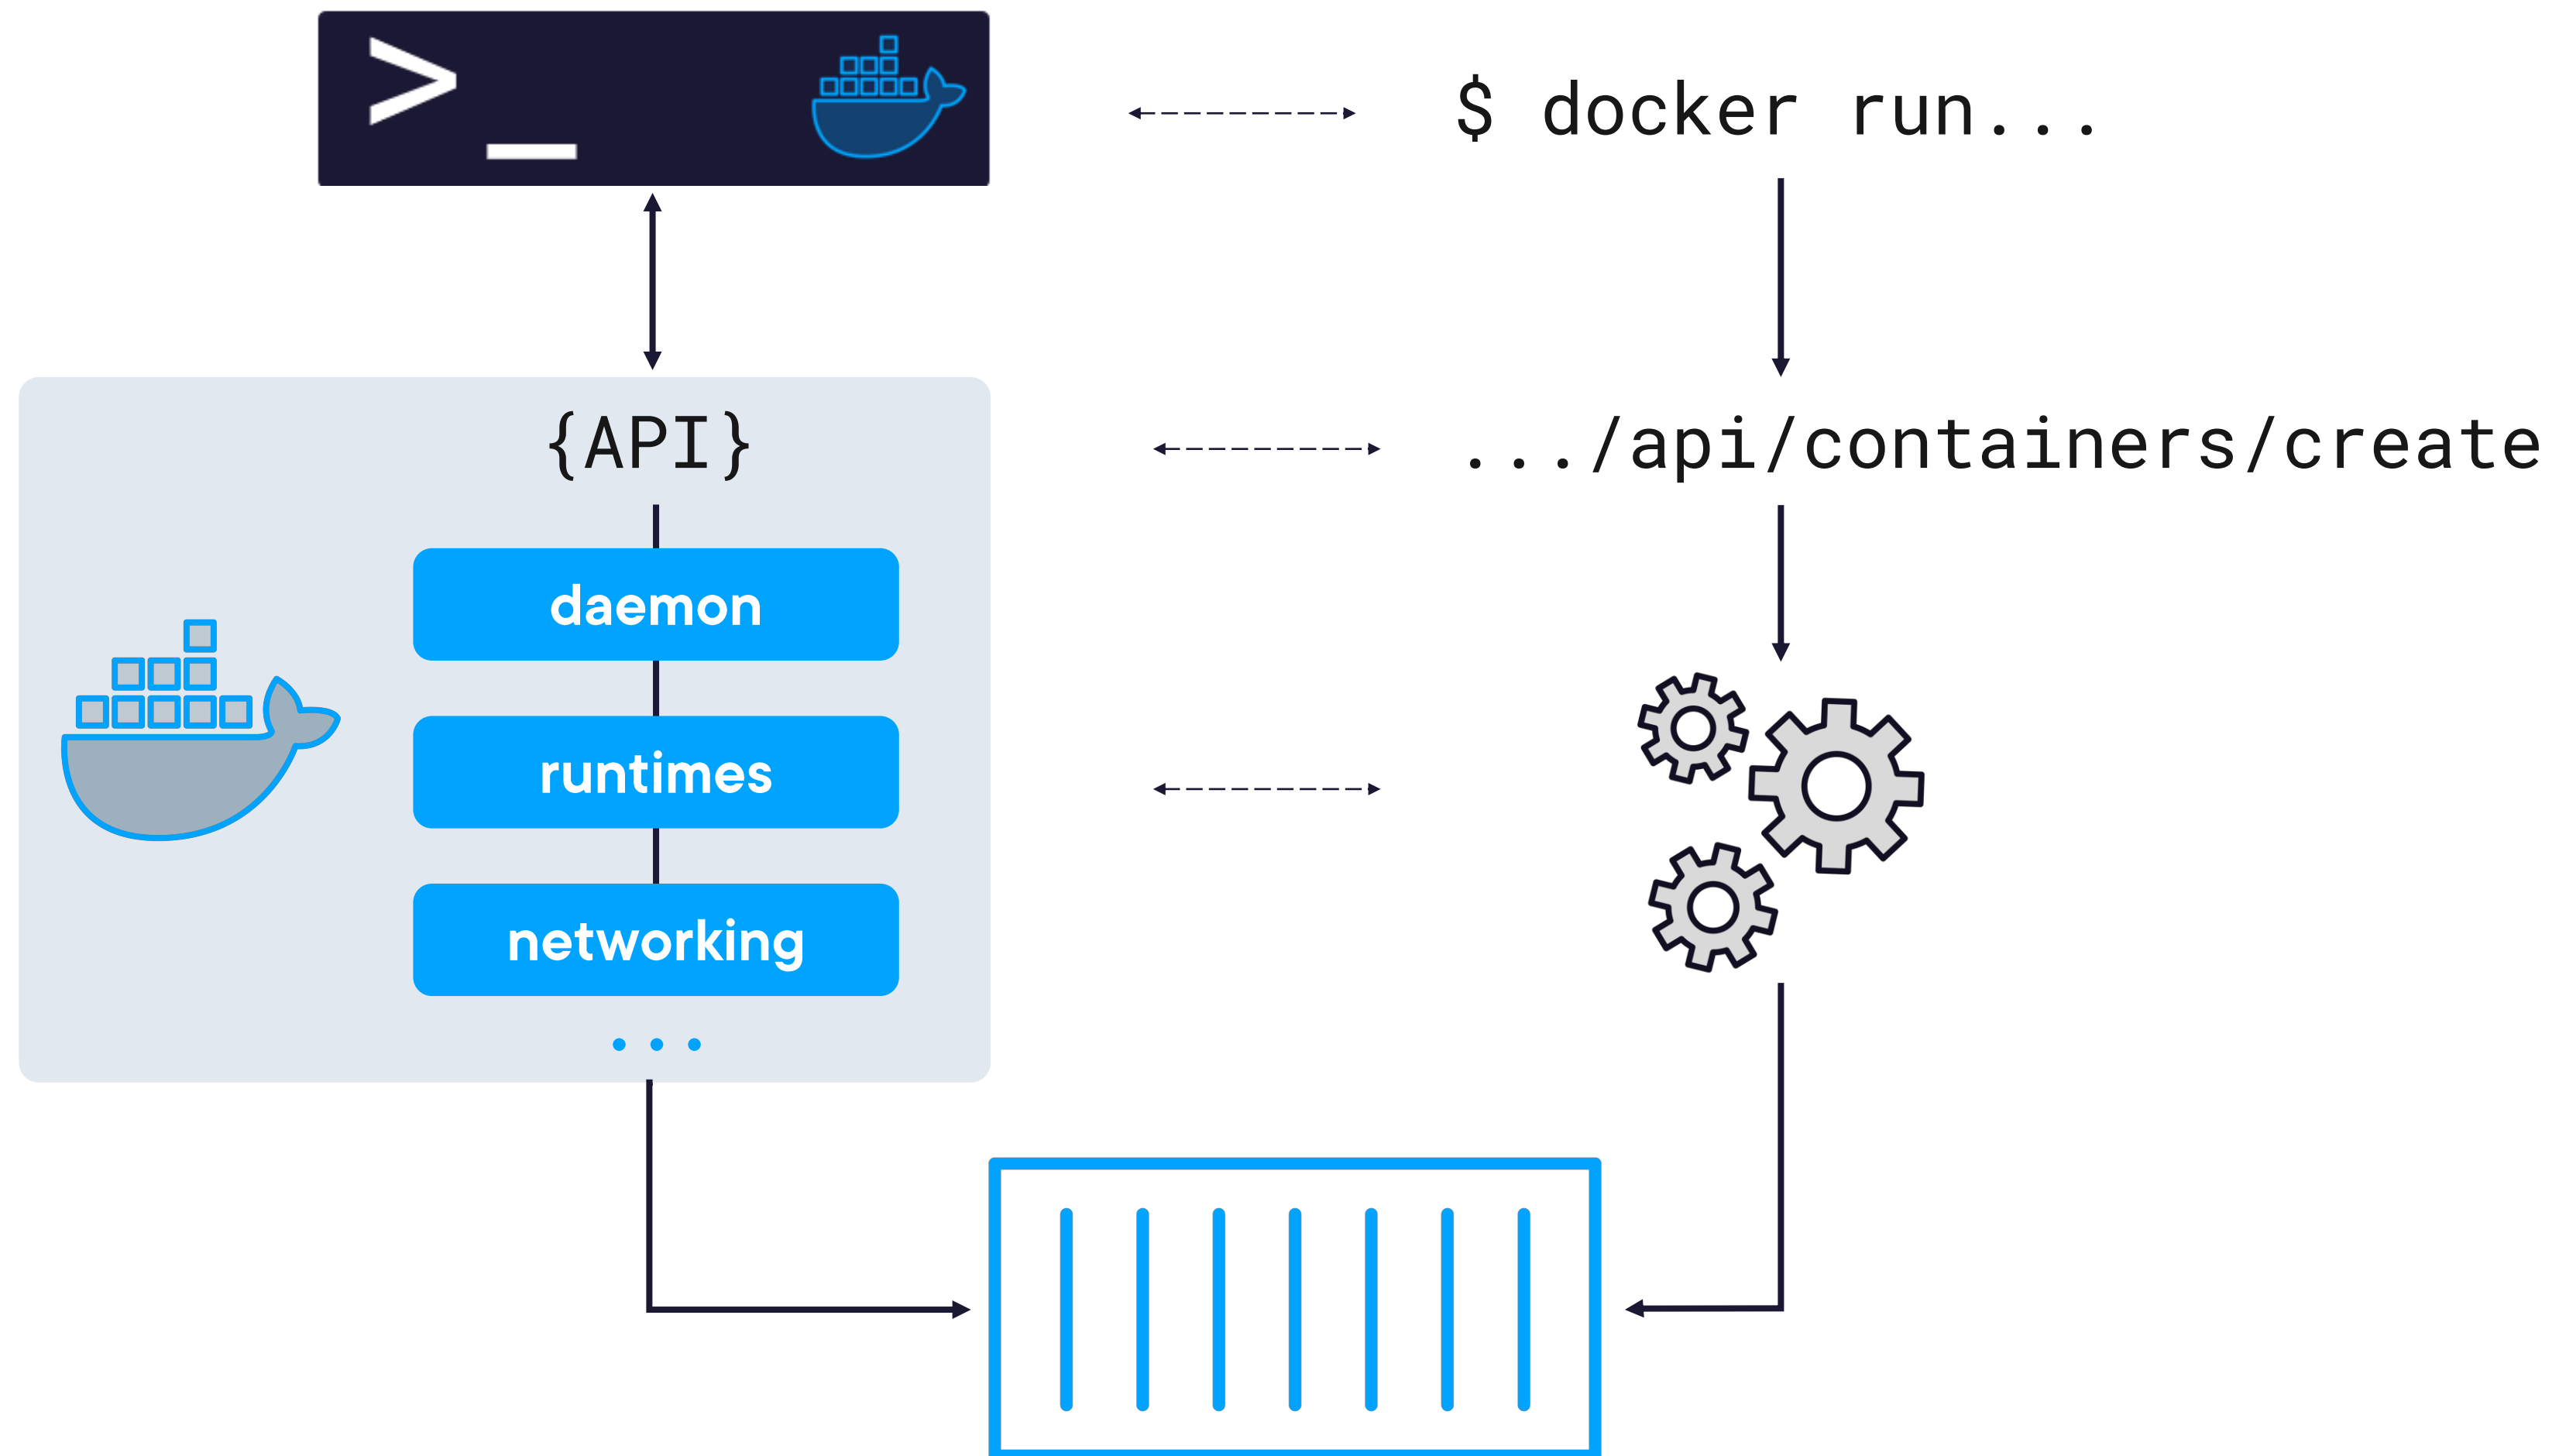 >_
$ docker run...
{API}
.../api/containers/create
daemon
runtimes
networking
...